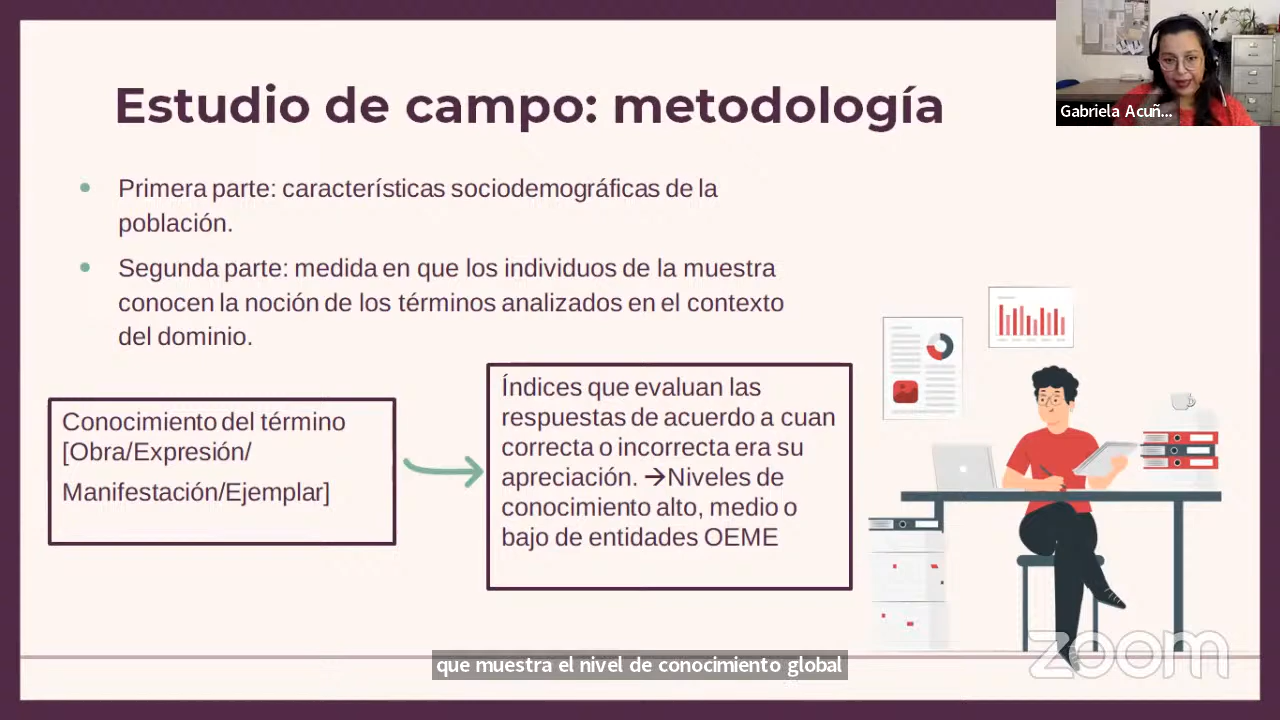 Estudio de campo: metodología
Gabriela Acuñ...
Primera parte: características sociodemográficas de la
población.
Segunda parte: medida en que los individuos de la muestra
conocen la noción de los términos analizados en el contexto
del dominio.
Conocimiento del término
[Obra/Expresión/
Manifestación/Ejemplar]
Índices que evaluan las
respuestas de acuerdo a cuan
correcta o incorrecta era su
apreciación. →Niveles de
conocimiento alto, medio o
bajo de entidades OEME
que muestra el nivel de conocimiento global
zoom